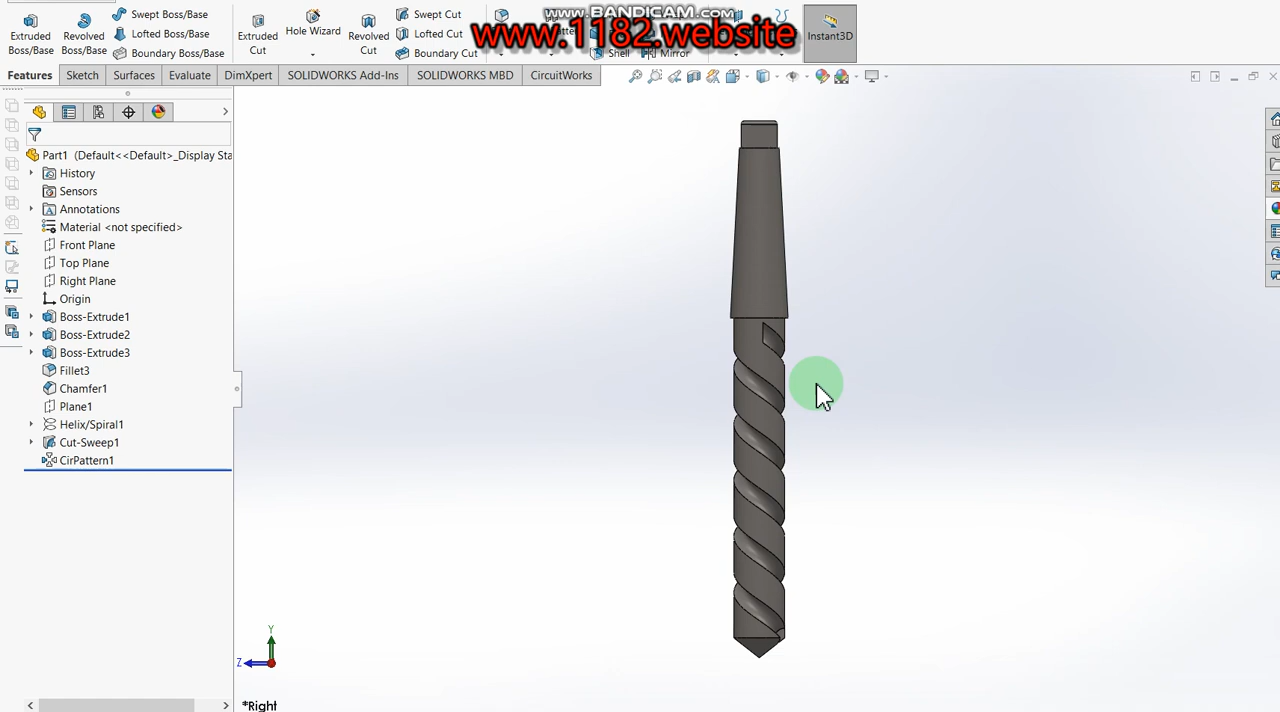 www.BANDICAM.com
www.1182.website
Extruded Boss/Base
Revolved Boss/Base
Swept Boss/Base
Lofted Boss/Base
Boundary Boss/Base
Extruded Cut
Hole Wizard
Revolved Cut
Swept Cut
Lofted Cut
Boundary Cut
Shell
Mirror
Instant3D
Features
Sketch
Surfaces
Evaluate
DimXpert
SOLIDWORKS Add-Ins
SOLIDWORKS MBD
CircuitWorks
Part1 (Default<<Default>_Display Sta
History
Sensors
Annotations
Material <not specified>
Front Plane
Top Plane
Right Plane
Origin
Boss-Extrude1
Boss-Extrude2
Boss-Extrude3
Fillet3
Chamfer1
Plane1
Helix/Spiral1
Cut-Sweep1
CirPattern1
Y
Z
*Right